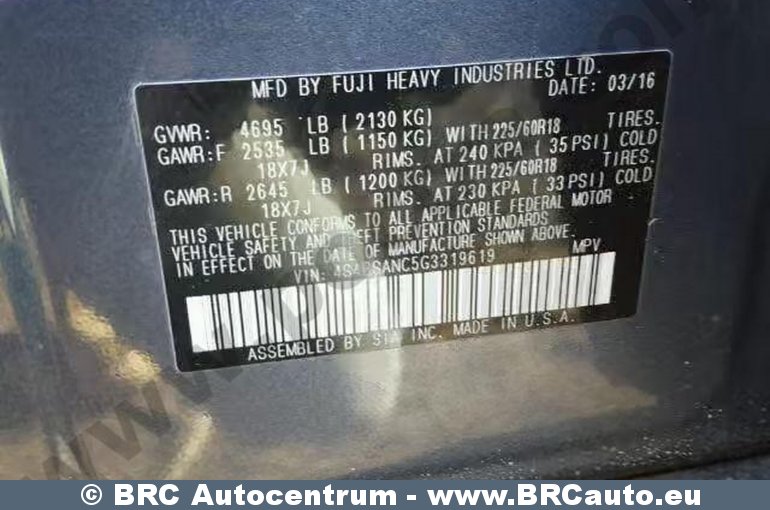 MFD BY FUJI HEAVY INDUSTRIES LTD.
DATE: 03/16
GVWR: 4695 LB (2130 KG)
GAWR:F 2535 LB (1150 KG) WITH 225/60R18 TIRES.
18X7J RIMS. AT 240 KPA (35 PSI) COLD
GAWR:R 2645 LB (1200 KG) WITH 225/60R18 TIRES.
18X7J RIMS. AT 230 KPA (33 PSI) COLD
THIS VEHICLE CONFORMS TO ALL APPLICABLE FEDERAL MOTOR
VEHICLE SAFETY AND THEFT PREVENTION STANDARDS
IN EFFECT ON THE DATE OF MANUFACTURE SHOWN ABOVE.
VIN: MPV
ASSEMBLED BY SIA INC. MADE IN U.S.A.
© BRC Autocentrum - www.BRCauto.eu